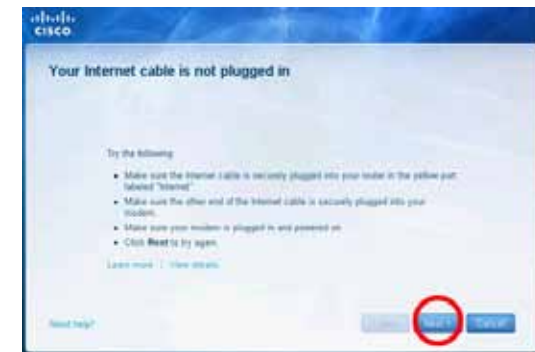 CISCO
Your Internet cable is not plugged in
Try the following:
• Make sure the Internet cable is securely plugged into your router in the yellow port
labeled "Internet"
• Make sure the other end of the Internet cable is securely plugged into your
modem.
• Make sure your modem is plugged in and powered on
• Click Next to try again.
Learn more | View details
Need help?
Next
Cancel